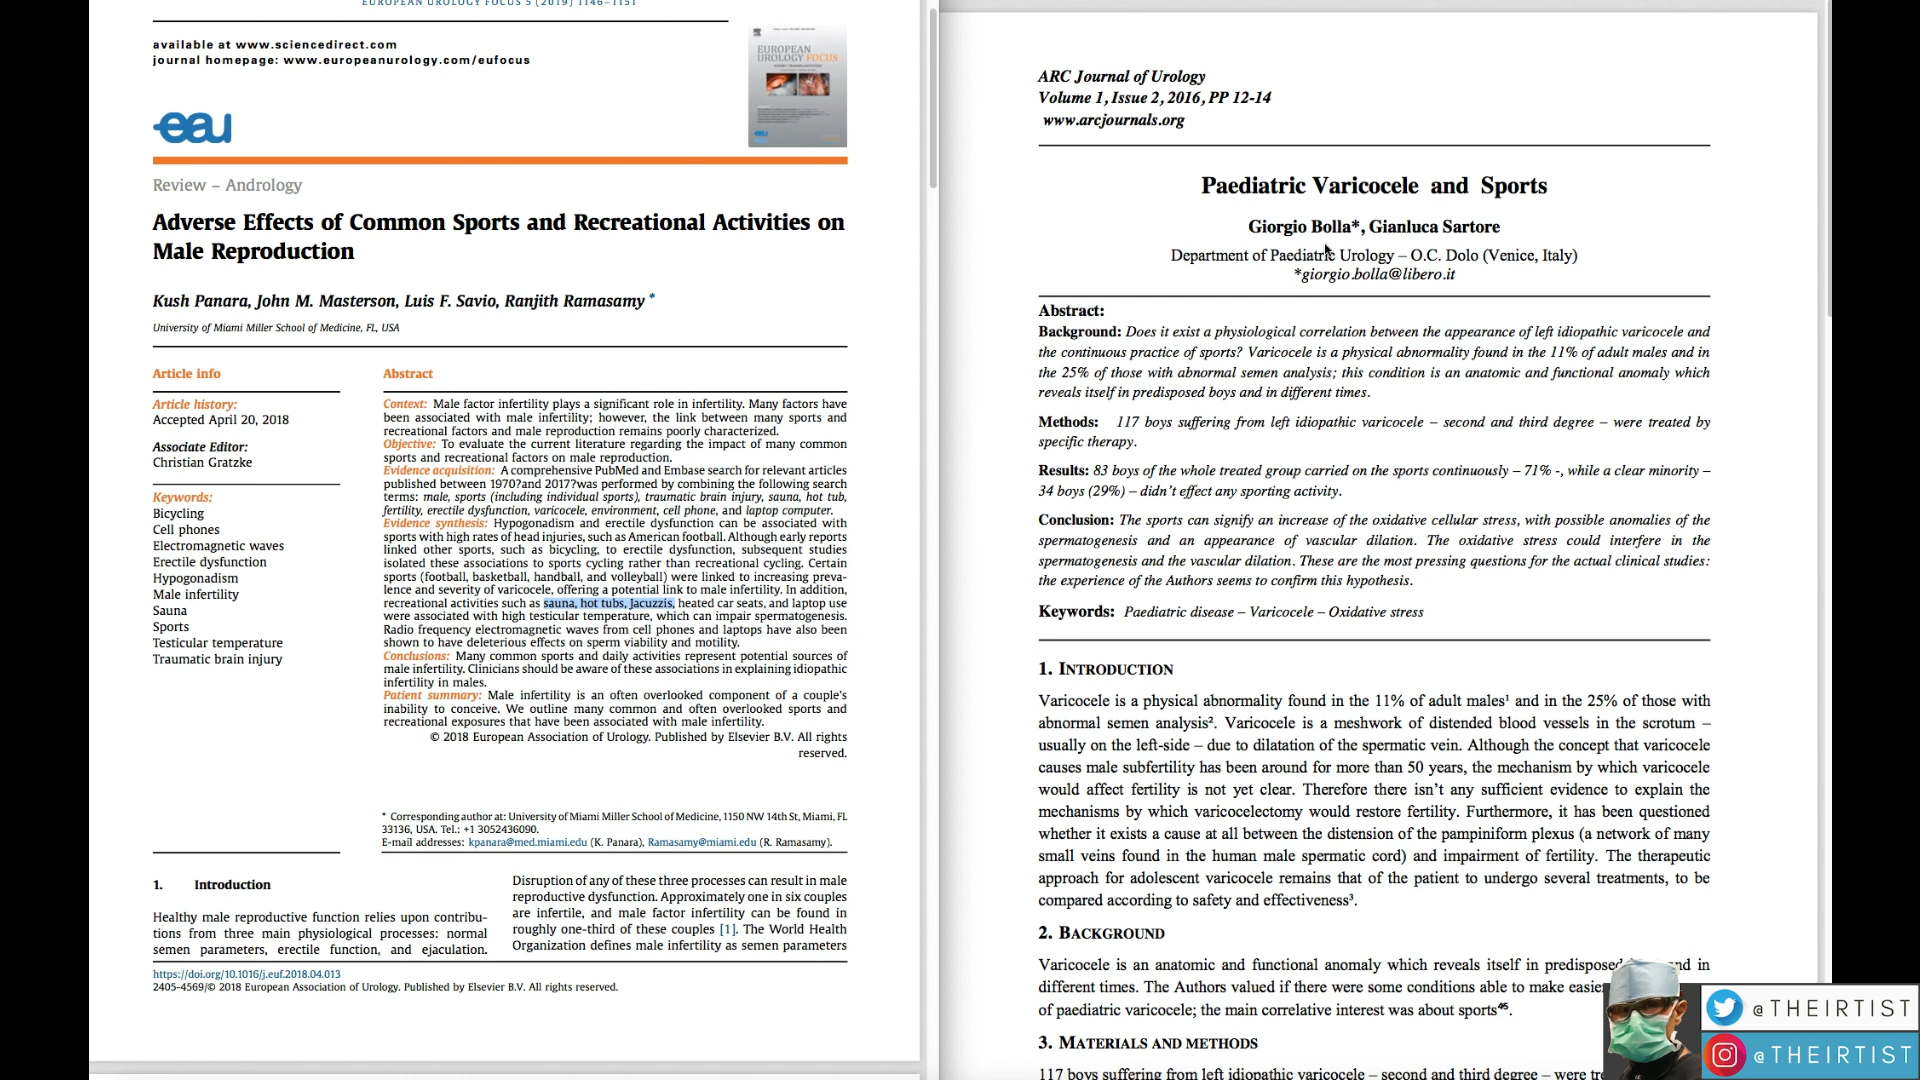 EUROPEAN UROLOGY FOCUS 5 (2019) 1146–1151
available at www.sciencedirect.com
journal homepage: www.europeanurology.com/eufocus
EUROPEAN
UROLOGY FOCUS
eau
Review – Andrology
Adverse Effects of Common Sports and Recreational Activities on
Male Reproduction
Kush Panara, John M. Masterson, Luis F. Savio, Ranjith Ramasamy *
University of Miami Miller School of Medicine, FL, USA
Article info
Article history:
Accepted April 20, 2018
Associate Editor:
Christian Gratzke
Keywords:
Bicycling
Cell phones
Electromagnetic waves
Erectile dysfunction
Hypogonadism
Male infertility
Sauna
Sports
Testicular temperature
Traumatic brain injury
Abstract
Context: Male factor infertility plays a significant role in infertility. Many factors have
been associated with male infertility; however, the link between many sports and
recreational factors and male reproduction remains poorly characterized.
Objective: To evaluate the current literature regarding the impact of many common
sports and recreational factors on male reproduction.
Evidence acquisition: A comprehensive PubMed and Embase search for relevant articles
published between 1970?and 2017?was performed by combining the following search
terms: male, sports (including individual sports), traumatic brain injury, sauna, hot tub,
fertility, erectile dysfunction, varicocele, environment, cell phone, and laptop computer.
Evidence synthesis: Hypogonadism and erectile dysfunction can be associated with
sports with high rates of head injuries, such as American football. Although early reports
linked other sports, such as bicycling, to erectile dysfunction, subsequent studies
isolated these associations to sports cycling rather than recreational cycling. Certain
sports (football, basketball, handball, and volleyball) were linked to increasing preva-
lence and severity of varicocele, offering a potential link to male infertility. In addition,
recreational activities such as sauna, hot tubs, Jacuzzis, heated car seats, and laptop use
were associated with high testicular temperature, which can impair spermatogenesis.
Radio frequency electromagnetic waves from cell phones and laptops have also been
shown to have deleterious effects on sperm viability and motility.
Conclusions: Many common sports and daily activities represent potential sources of
male infertility. Clinicians should be aware of these associations in explaining idiopathic
infertility in males.
Patient summary: Male infertility is an often overlooked component of a couple's
inability to conceive. We outline many common and often overlooked sports and
recreational exposures that have been associated with male infertility.
© 2018 European Association of Urology. Published by Elsevier B.V. All rights
reserved.
* Corresponding author at: University of Miami Miller School of Medicine, 1150 NW 14th St, Miami, FL
33136, USA. Tel.: +1 3052436090.
E-mail addresses: kpanara@med.miami.edu (K. Panara), Ramasamy@miami.edu (R. Ramasamy).
1. Introduction
Healthy male reproductive function relies upon contribu-
tions from three main physiological processes: normal
semen parameters, erectile function, and ejaculation.
Disruption of any of these three processes can result in male
reproductive dysfunction. Approximately one in six couples
are infertile, and male factor infertility can be found in
roughly one-third of these couples [1]. The World Health
Organization defines male infertility as semen parameters
https://doi.org/10.1016/j.euf.2018.04.013
2405-4569/© 2018 European Association of Urology. Published by Elsevier B.V. All rights reserved.
ARC Journal of Urology
Volume 1, Issue 2, 2016, PP 12-14
www.arcjournals.org
Paediatric Varicocele and Sports
Giorgio Bolla*, Gianluca Sartore
Department of Paediatric Urology – O.C. Dolo (Venice, Italy)
*giorgio.bolla@libero.it
Abstract:
Background: Does it exist a physiological correlation between the appearance of left idiopathic varicocele and
the continuous practice of sports? Varicocele is a physical abnormality found in the 11% of adult males and in
the 25% of those with abnormal semen analysis; this condition is an anatomic and functional anomaly which
reveals itself in predisposed boys and in different times.
Methods: 117 boys suffering from left idiopathic varicocele – second and third degree – were treated by
specific therapy.
Results: 83 boys of the whole treated group carried on the sports continuously – 71% -, while a clear minority –
34 boys (29%) – didn't effect any sporting activity.
Conclusion: The sports can signify an increase of the oxidative cellular stress, with possible anomalies of the
spermatogenesis and an appearance of vascular dilation. The oxidative stress could interfere in the
spermatogenesis and the vascular dilation. These are the most pressing questions for the actual clinical studies:
the experience of the Authors seems to confirm this hypothesis.
Keywords: Paediatric disease – Varicocele – Oxidative stress
1. INTRODUCTION
Varicocele is a physical abnormality found in the 11% of adult males¹ and in the 25% of those with
abnormal semen analysis². Varicocele is a meshwork of distended blood vessels in the scrotum –
usually on the left-side – due to dilatation of the spermatic vein. Although the concept that varicocele
causes male subfertility has been around for more than 50 years, the mechanism by which varicocele
would affect fertility is not yet clear. Therefore there isn't any sufficient evidence to explain the
mechanisms by which varicocelectomy would restore fertility. Furthermore, it has been questioned
whether it exists a cause at all between the distension of the pampiniform plexus (a network of many
small veins found in the human male spermatic cord) and impairment of fertility. The therapeutic
approach for adolescent varicocele remains that of the patient to undergo several treatments, to be
compared according to safety and effectiveness³.
2. BACKGROUND
Varicocele is an anatomic and functional anomaly which reveals itself in predisposed and in
different times. The Authors valued if there were some conditions able to make easie
of paediatric varicocele; the main correlative interest was about sports⁴⁵.
3. MATERIALS AND METHODS
117 boys suffering from left idiopathic varicocele – second and third degree – were tre
@THEIRTIST
@THEIRTIST